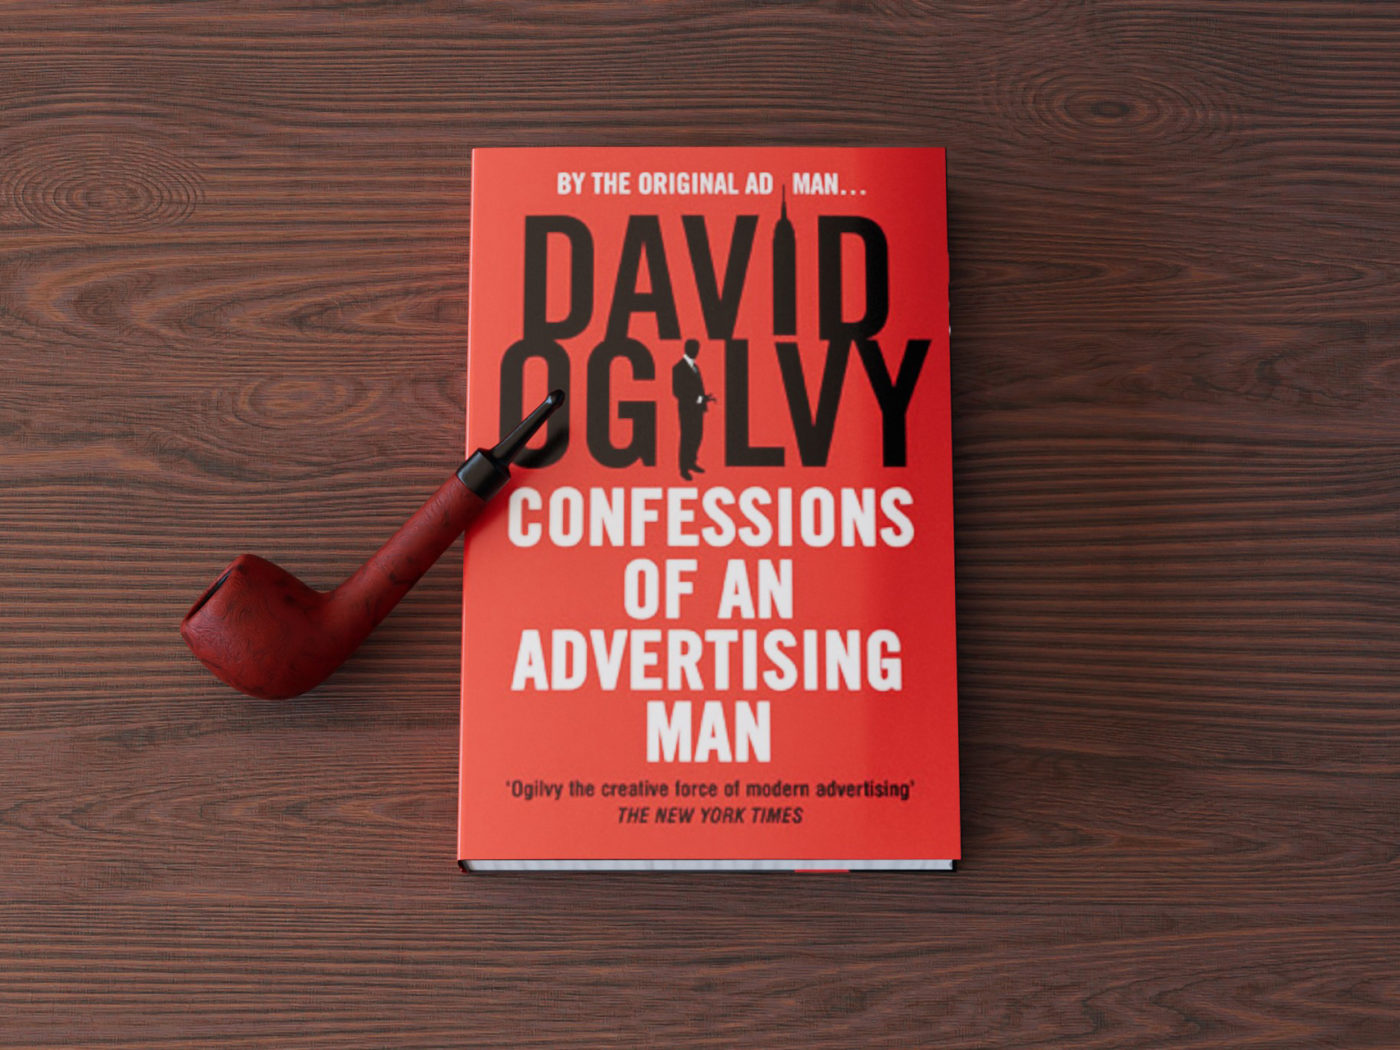 BY THE ORIGINAL AD MAN...
DAVID
OGILVY
CONFESSIONS
OF AN
ADVERTISING
MAN
‘Ogilvy the creative force of modern advertising’
THE NEW YORK TIMES